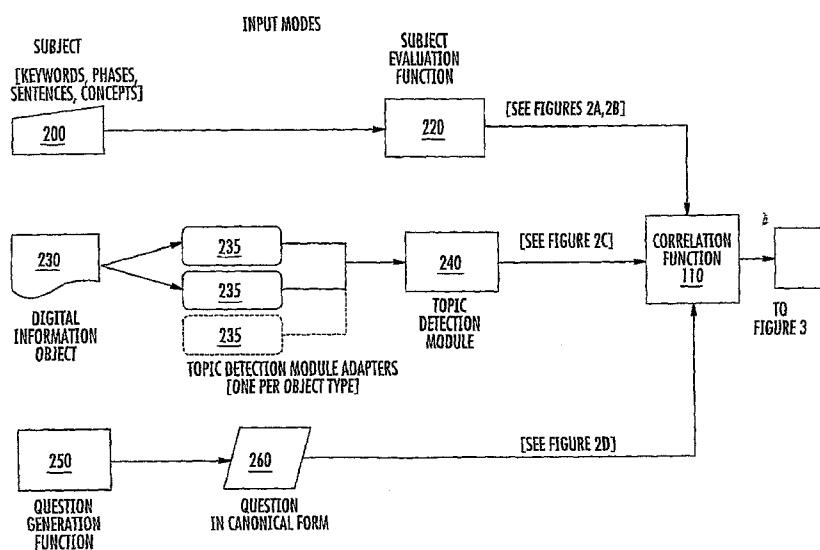 INPUT MODES
SUBJECT
[KEYWORDS, PHASES,
SENTENCES, CONCEPTS]
200
SUBJECT
EVALUATION
FUNCTION
220
[SEE FIGURES 2A,2B]
230
DIGITAL
INFORMATION
OBJECT
235
235
235
TOPIC DETECTION MODULE ADAPTERS
[ONE PER OBJECT TYPE]
240
TOPIC
DETECTION
MODULE
[SEE FIGURE 2C]
CORRELATION
FUNCTION
110
TO
FIGURE 3
250
QUESTION
GENERATION
FUNCTION
260
QUESTION
IN CANONICAL FORM
[SEE FIGURE 2D]